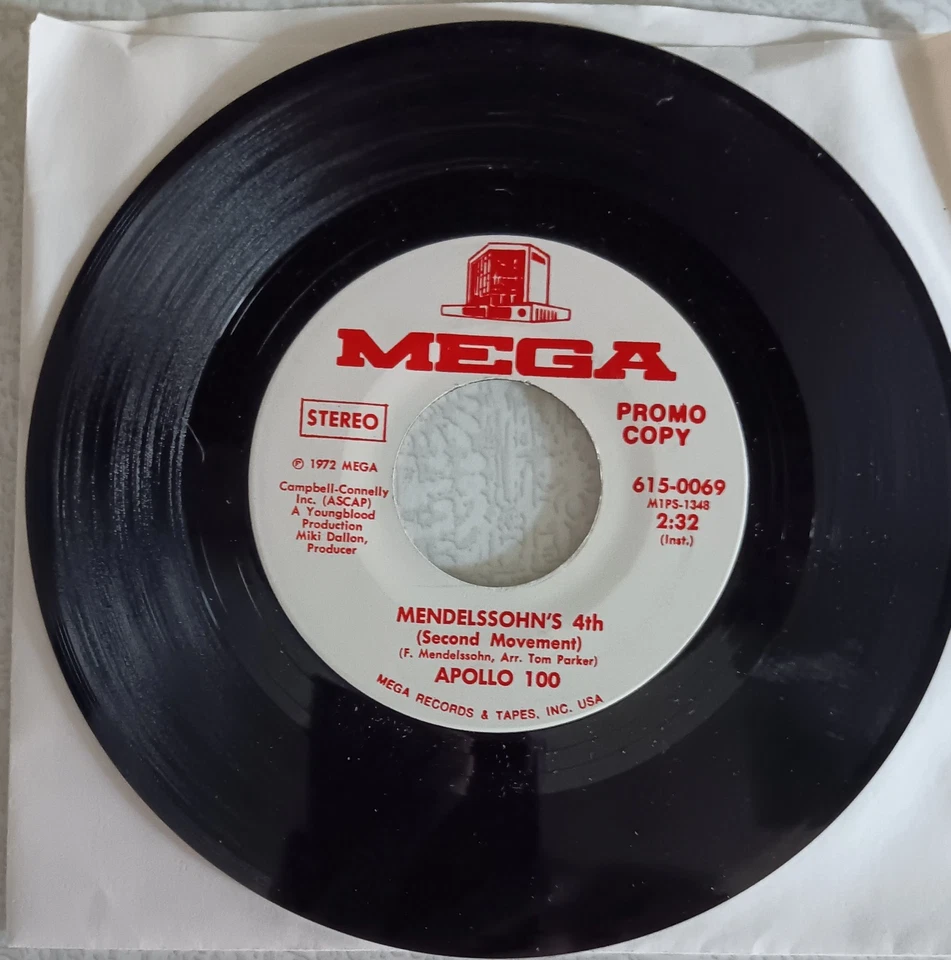 MEGA
STEREO
PROMO
COPY
℗ 1972 MEGA
Campbell-Connelly
Inc. (ASCAP)
A Youngblood
Production
Miki Dallon,
Producer
615-0069
M1PS-1348
2:32
(Inst.)
MENDELSSOHN'S 4th
(Second Movement)
(F. Mendelssohn, Arr. Tom Parker)
APOLLO 100
MEGA RECORDS & TAPES, INC. USA